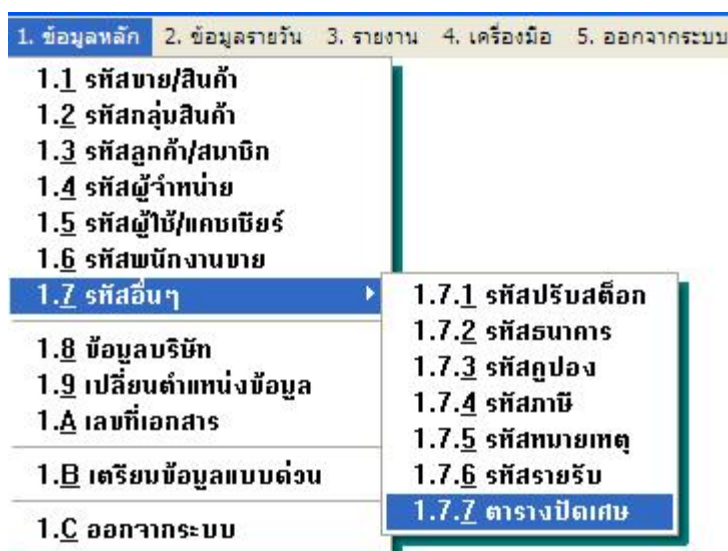 1. ข้อมูลหลัก 2. ข้อมูลรายวัน 3. รายงาน 4. เครื่องมือ 5. ออกจากระบบ
1.1 รหัสขาย/สินค้า
1.2 รหัสกลุ่มสินค้า
1.3 รหัสลูกค้า/สมาชิก
1.4 รหัสผู้จำหน่าย
1.5 รหัสผู้ใช้/แคชเชียร์
1.6 รหัสพนักงานขาย
1.7 รหัสอื่นๆ
1.8 ข้อมูลบริษัท
1.9 เปลี่ยนตำแหน่งข้อมูล
1.A เลขที่เอกสาร
1.B เตรียมข้อมูลแบบด่วน
1.C ออกจากระบบ
1.7.1 รหัสปรับสต็อก
1.7.2 รหัสธนาคาร
1.7.3 รหัสคูปอง
1.7.4 รหัสภาษี
1.7.5 รหัสหมายเหตุ
1.7.6 รหัสรายรับ
1.7.7 ตารางปัดเศษ